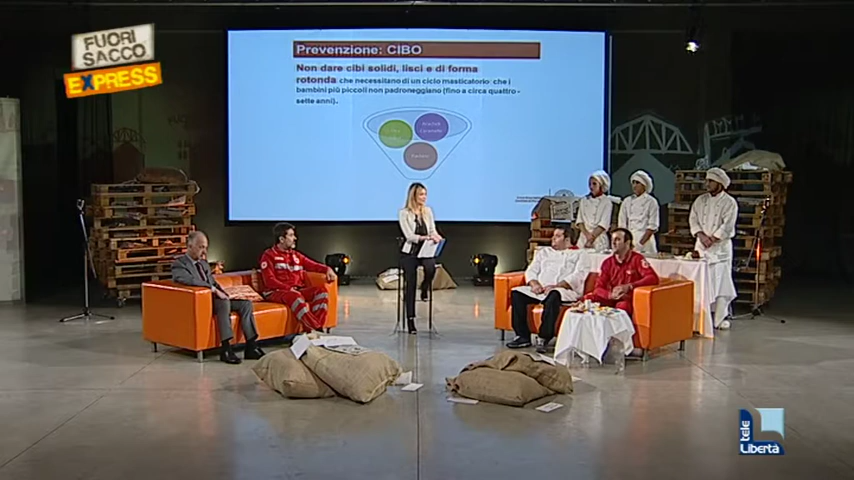 FUORI
SACCO
EXPRESS
Prevenzione: CIBO
Non dare cibi solidi, lisci e di forma
rotonda che necessitano di un ciclo masticatorio che i
bambini più piccoli non padroneggiano (fino a circa quattro -
sette anni).
tele
Libertà